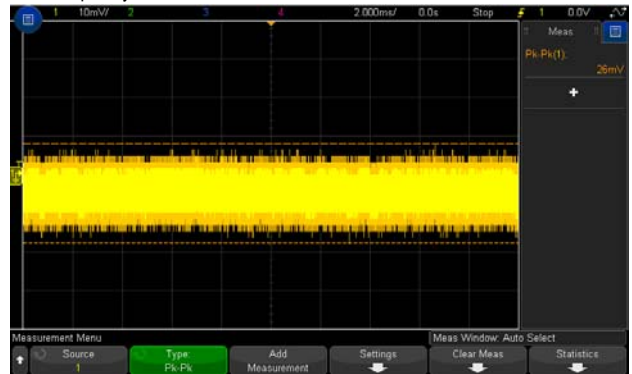 1 10mV/ 2 3 4 2.000ms/ 0.0s Stop 1 0.0V
Meas
Pk-Pk(1):
26mV
Measurement Menu
Meas Window: Auto Select
Source
1
Type:
Pk-Pk
Add
Measurement
Settings
Clear Meas
Statistics